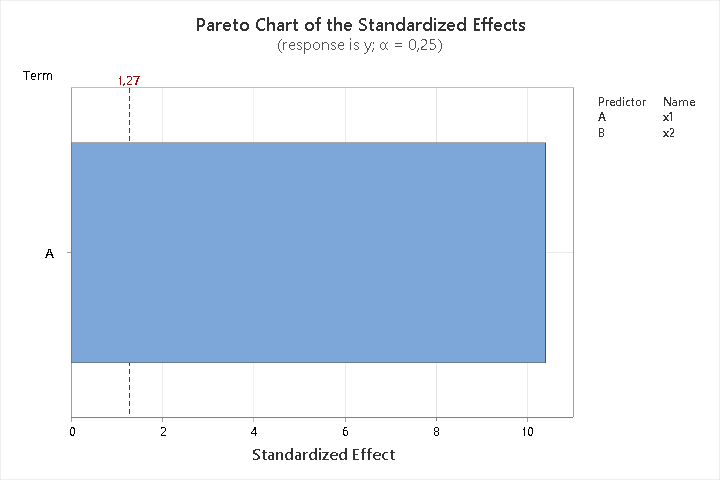 Pareto Chart of the Standardized Effects
(response is y; α = 0,25)
Term
1,27
Predictor Name
A x1
B x2
A
0 2 4 6 8 10
Standardized Effect